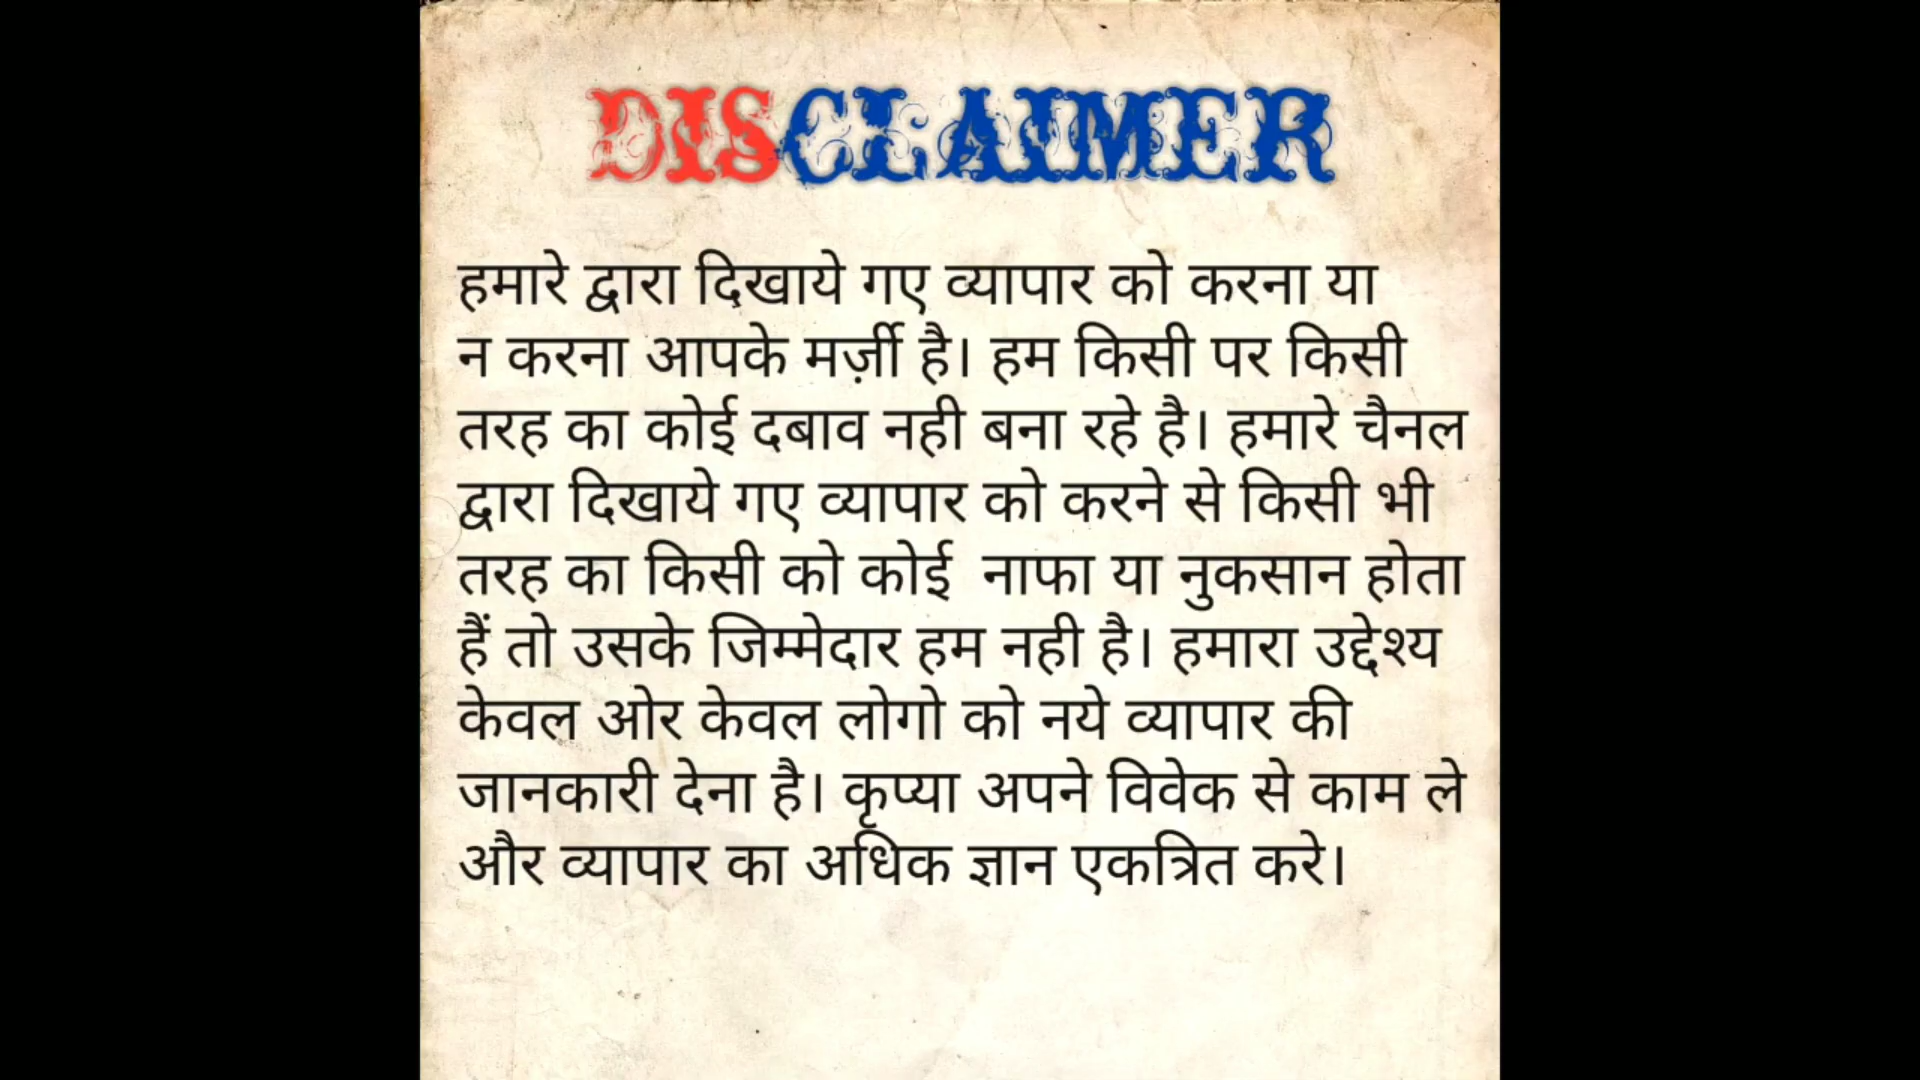 DISCLAIMER
हमारे द्वारा दिखाये गए व्यापार को करना या
न करना आपके मर्ज़ी है। हम किसी पर किसी
तरह का कोई दबाव नही बना रहे है। हमारे चैनल
द्वारा दिखाये गए व्यापार को करने से किसी भी
तरह का किसी को कोई नाफा या नुकसान होता
हैं तो उसके जिम्मेदार हम नही है। हमारा उद्देश्य
केवल ओर केवल लोगो को नये व्यापार की
जानकारी देना है। कृप्या अपने विवेक से काम ले
और व्यापार का अधिक ज्ञान एकत्रित करे।